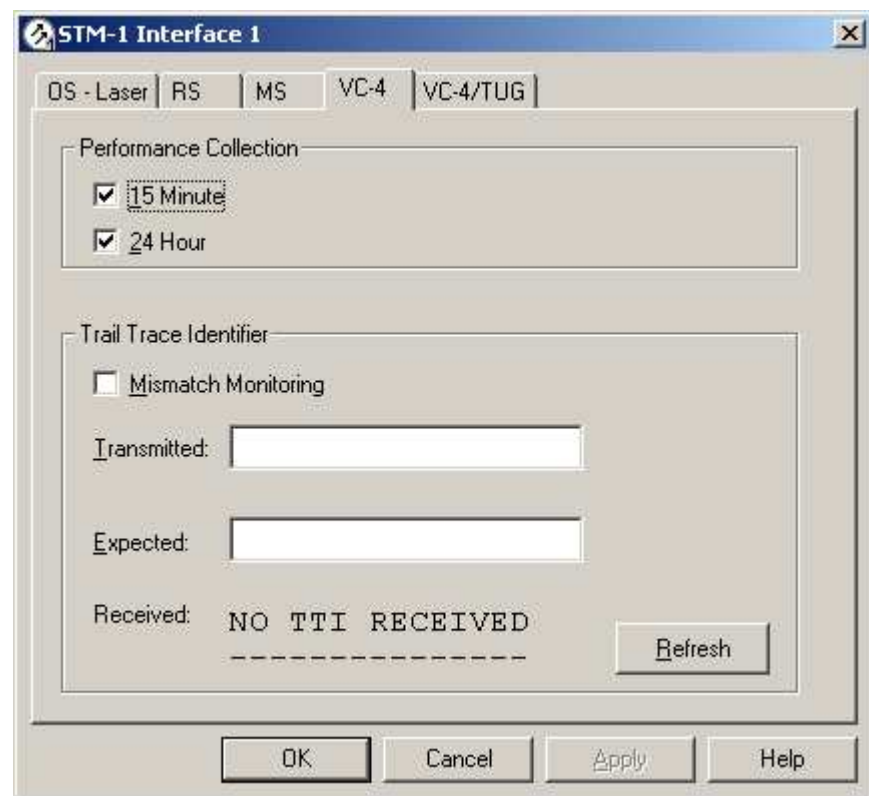 STM-1 Interface 1
OS - Laser RS MS VC-4 VC-4/TUG
Performance Collection
15 Minute
24 Hour
Trail Trace Identifier
Mismatch Monitoring
Transmitted:
Expected:
Received: NO TTI RECEIVED
---------------
Refresh
OK Cancel Apply Help